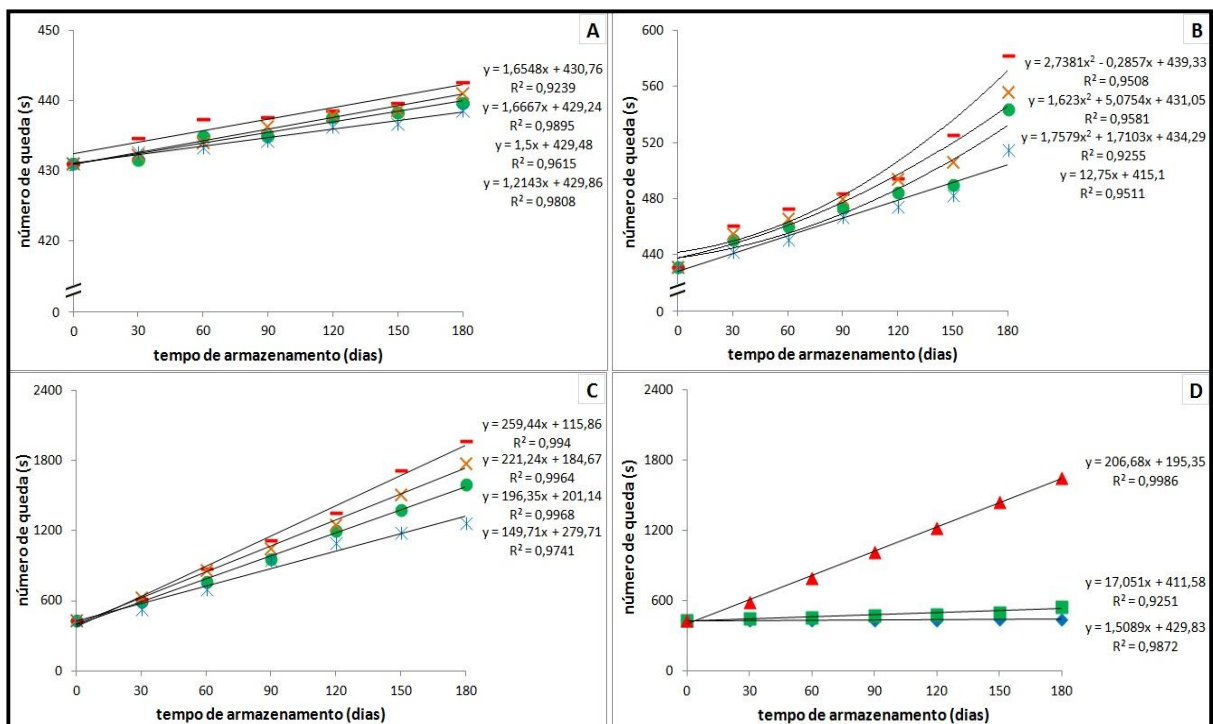 A
número de queda (s)
450
440
430
420
0
y = 1,6548x + 430,76
R² = 0,9239
y = 1,6667x + 429,24
R² = 0,9895
y = 1,5x + 429,48
R² = 0,9615
y = 1,2143x + 429,86
R² = 0,9808
0 30 60 90 120 150 180
tempo de armazenamento (dias)
B
número de queda (s)
600
560
520
480
440
0
y = 2,7381x² - 0,2857x + 439,33
R² = 0,9508
y = 1,623x² + 5,0754x + 431,05
R² = 0,9581
y = 1,7579x² + 1,7103x + 434,29
R² = 0,9255
y = 12,75x + 415,1
R² = 0,9511
0 30 60 90 120 150 180
tempo de armazenamento (dias)
C
número de queda (s)
2400
1800
1200
600
0
y = 259,44x + 115,86
R² = 0,994
y = 221,24x + 184,67
R² = 0,9964
y = 196,35x + 201,14
R² = 0,9968
y = 149,71x + 279,71
R² = 0,9741
0 30 60 90 120 150 180
tempo de armazenamento (dias)
D
número de queda (s)
2400
1800
1200
600
0
y = 206,68x + 195,35
R² = 0,9986
y = 17,051x + 411,58
R² = 0,9251
y = 1,5089x + 429,83
R² = 0,9872
0 30 60 90 120 150 180
tempo de armazenamento (dias)